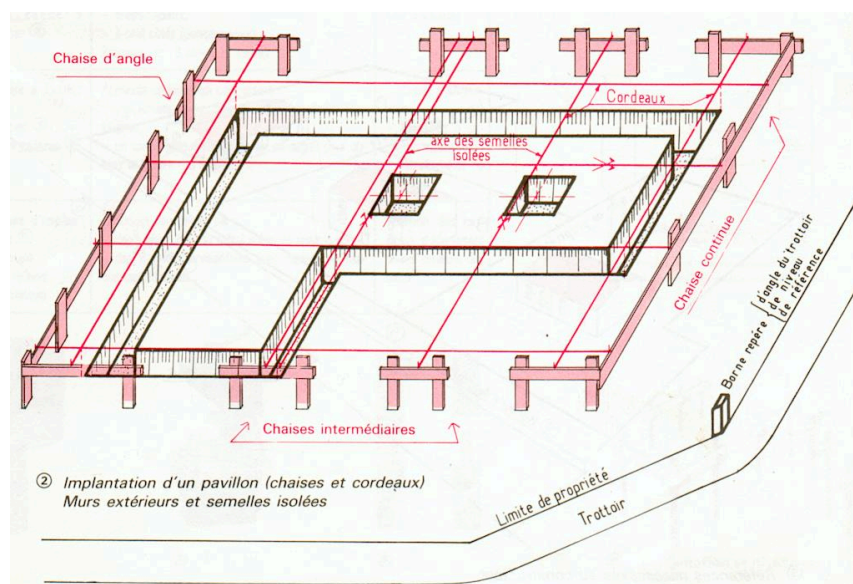 Chaise d'angle
Cordeaux
axe des semelles
isolées
Chaise continue
Borne repère
d'angle du trottoir
de niveau
de référence
Chaises intermédiaires
② Implantation d'un pavillon (chaises et cordeaux)
Murs extérieurs et semelles isolées
Limite de propriété
Trottoir